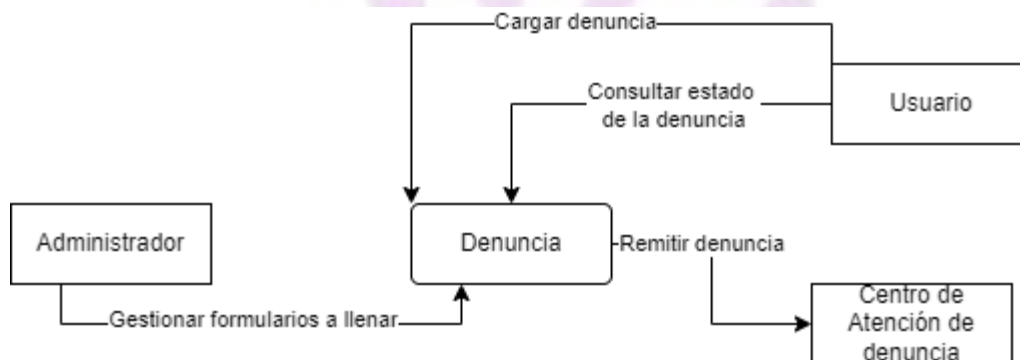 Cargar denuncia
Consultar estado
de la denuncia
Usuario
Administrador
Denuncia
Remitir denuncia
Gestionar formularios a llenar
Centro de
Atención de
denuncia